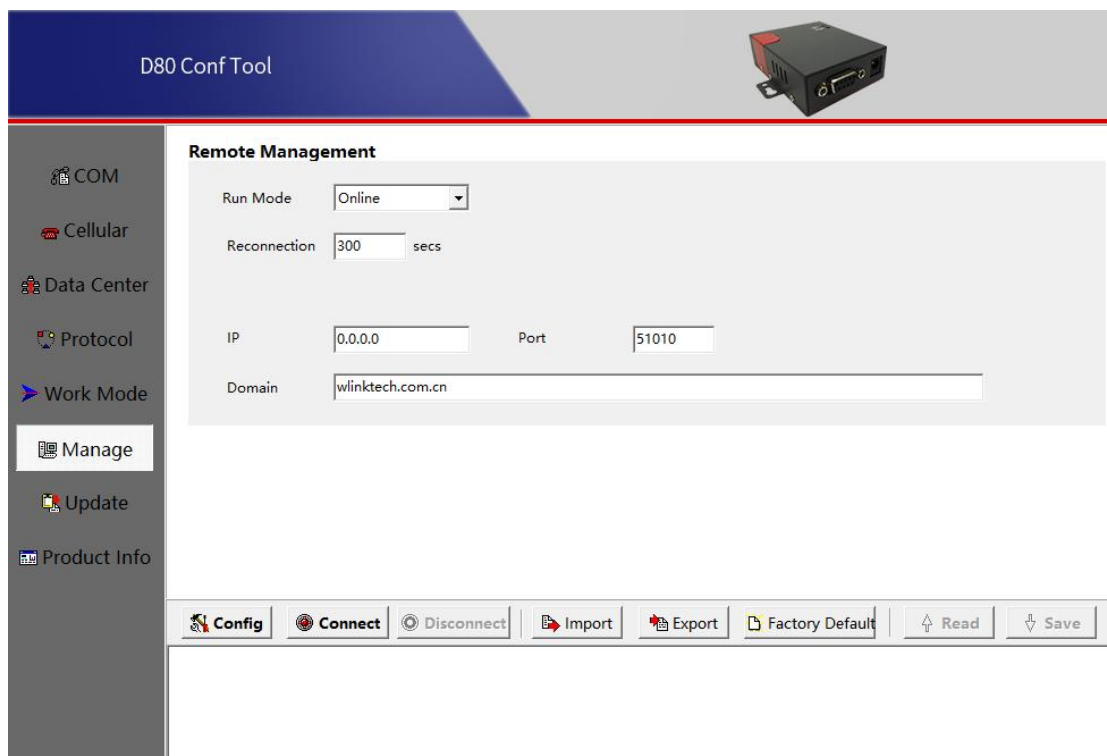 D80 Conf Tool
COM
Cellular
Data Center
Protocol
Work Mode
Manage
Update
Product Info
Remote Management
Run Mode Online
Reconnection 300 secs
IP 0.0.0.0 Port 51010
Domain wlinktech.com.cn
Config Connect Disconnect Import Export Factory Default Read Save